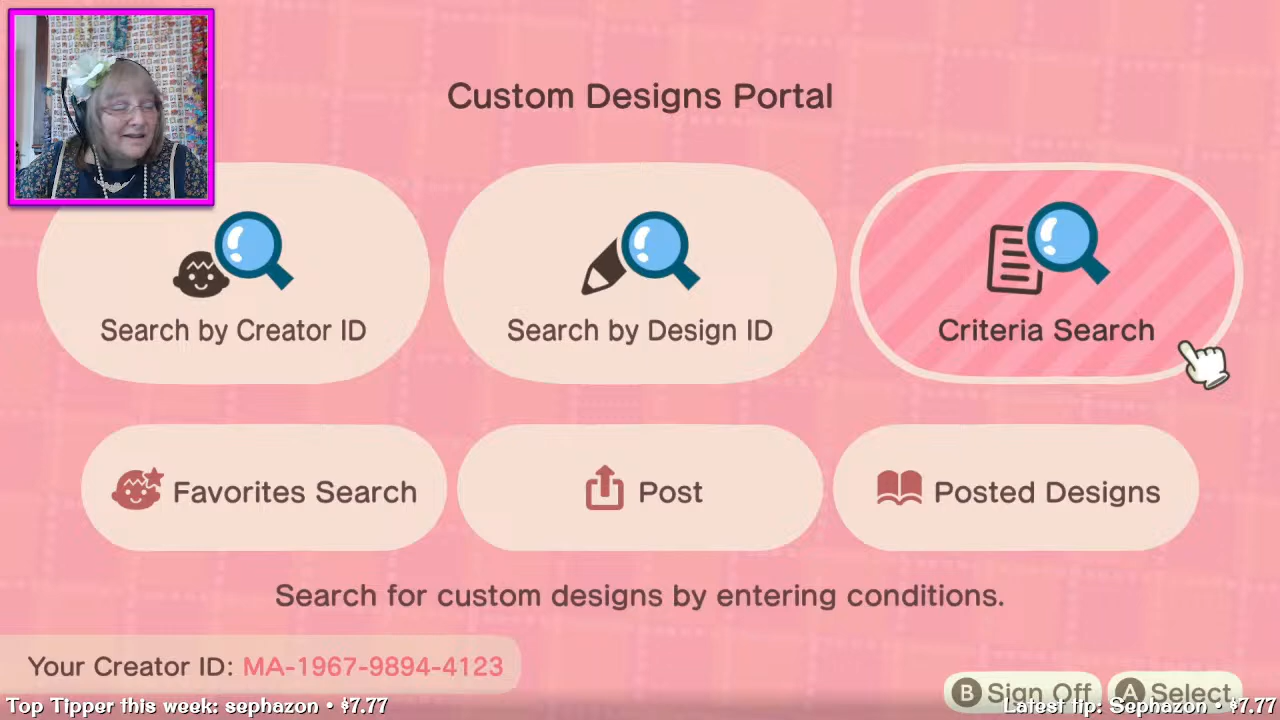 Custom Designs Portal
Search by Creator ID
Search by Design ID
Criteria Search
Favorites Search
Post
Posted Designs
Search for custom designs by entering conditions.
Your Creator ID: MA-1967-9894-4123
B Sign Off A Select
Top Tipper this week: sephazon • $7.77
Latest tip: Sephazon • $7.77